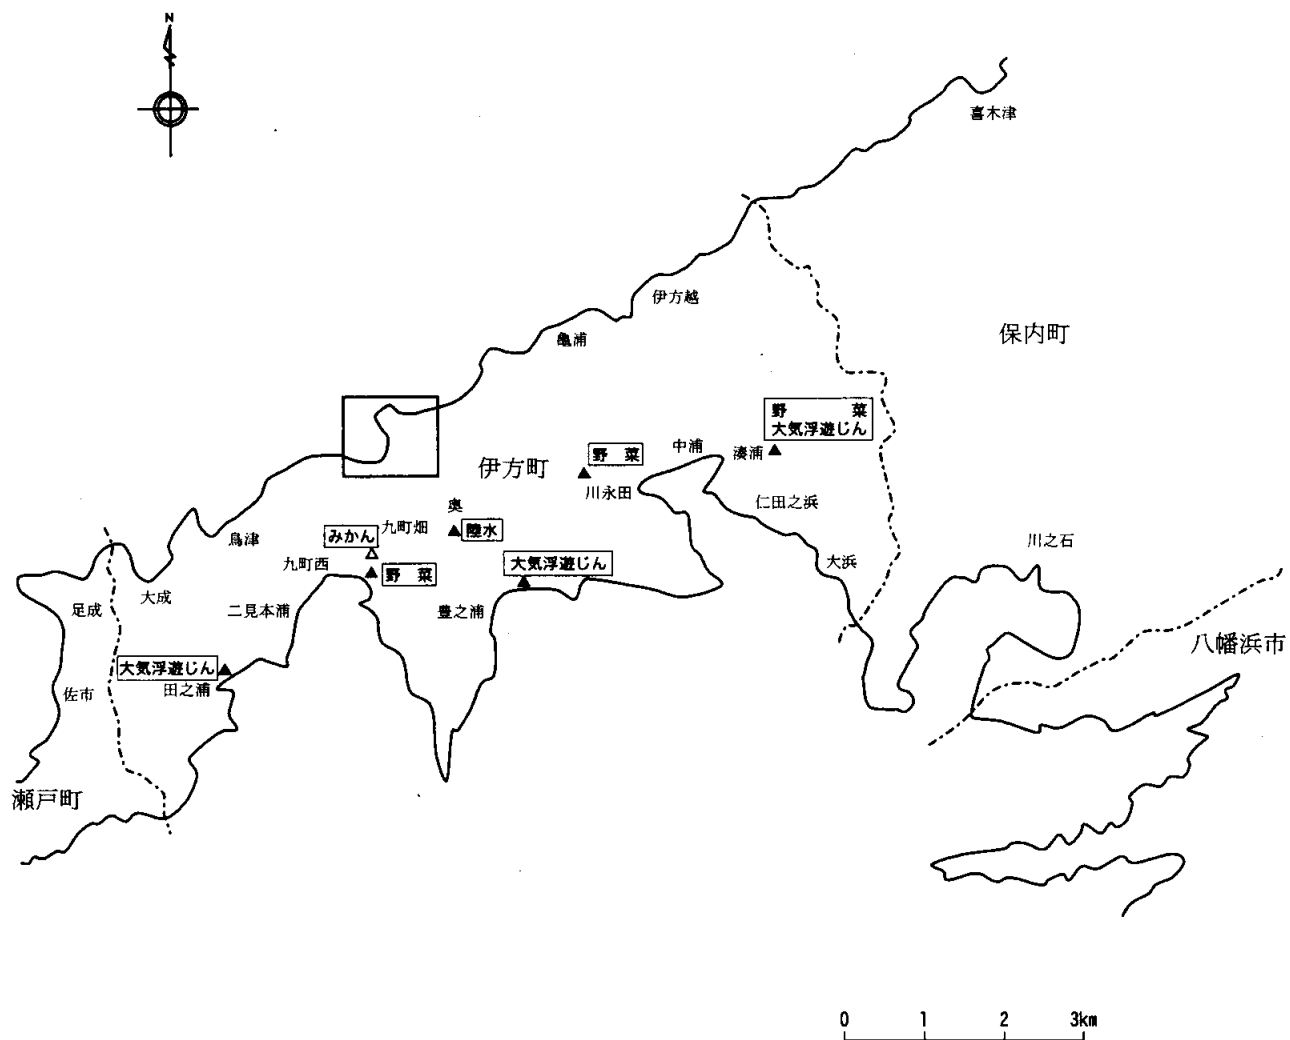 N
喜木津
伊方越
保内町
亀浦
野　菜
大気浮遊じん
中浦
湊浦
野　菜
伊方町
川永田
仁田之浜
奥
陸水
九町畑
みかん
鳥津
川之石
九町西
野　菜
大気浮遊じん
大浜
大成
足成
二見本浦
豊之浦
八幡浜市
大気浮遊じん
田之浦
佐市
瀬戸町
0 1 2 3km